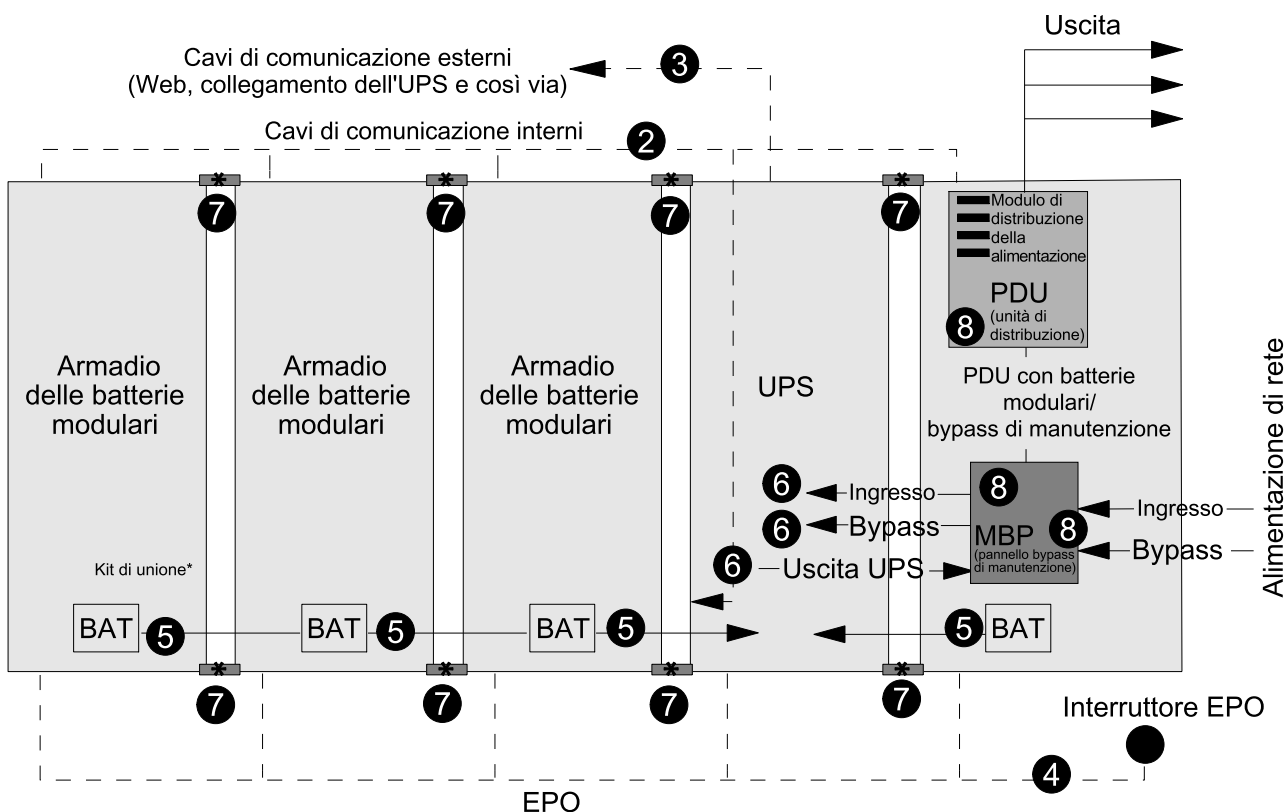 Uscita
Cavi di comunicazione esterni
(Web, collegamento dell'UPS e così via)
3
Cavi di comunicazione interni
2
* * * *
7 7 7 7
Modulo di
distribuzione
della
alimentazione
PDU
(unità di
distribuzione)
8
Armadio
delle batterie
modulari
Armadio
delle batterie
modulari
Armadio
delle batterie
modulari
UPS
PDU con batterie
modulari/
bypass di manutenzione
Alimentazione di rete
6 Ingresso 8 Ingresso
6 Bypass MBP 8 Bypass
(pannello bypass
di manutenzione)
6 Uscita UPS
Kit di unione*
BAT 5 BAT 5 BAT 5 5 BAT
* * * *
7 7 7 7
Interruttore EPO
4
EPO